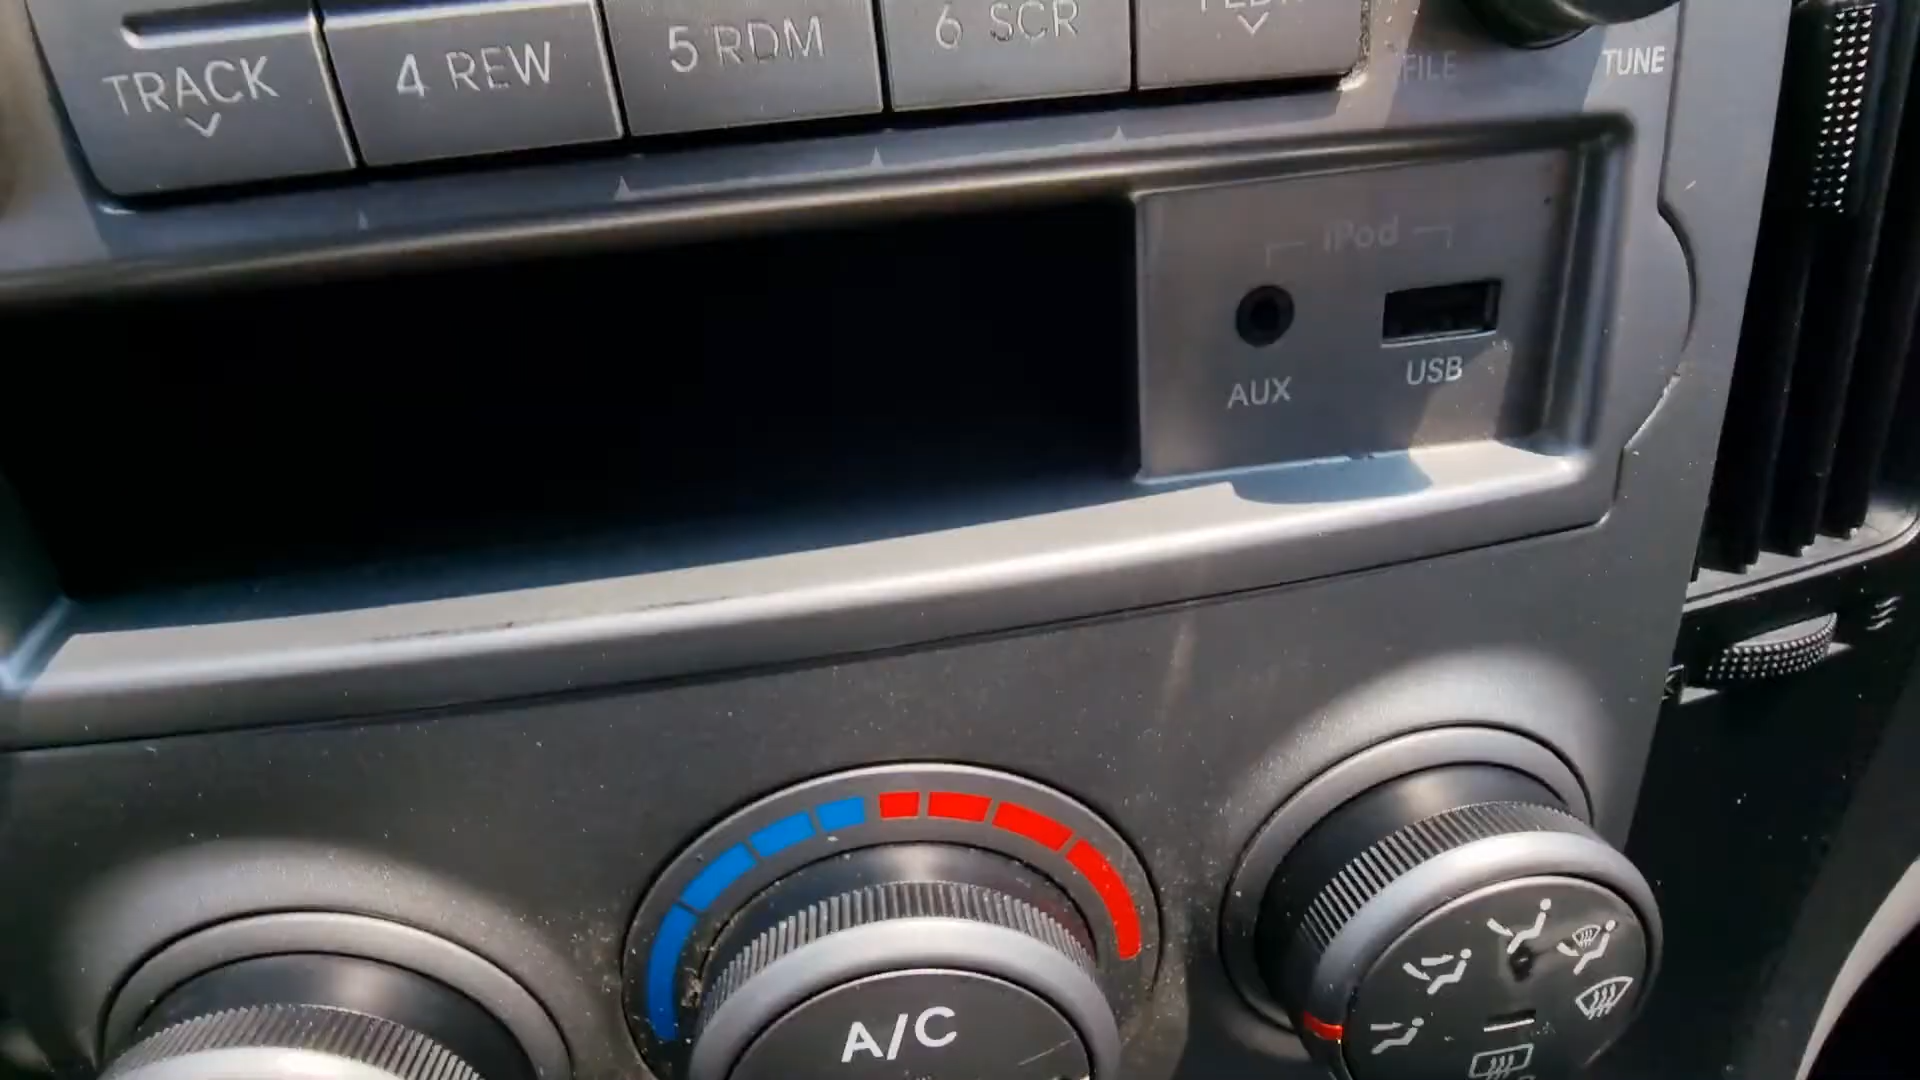 TRACK
4 REW
5 RDM
6 SCR
FILE
TUNE
iPod
AUX
USB
A/C